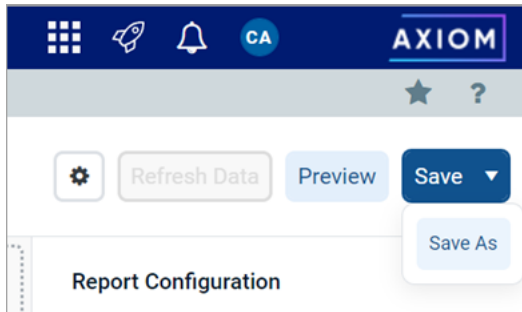 CA AXIOM
?
Refresh Data Preview Save
Save As
Report Configuration